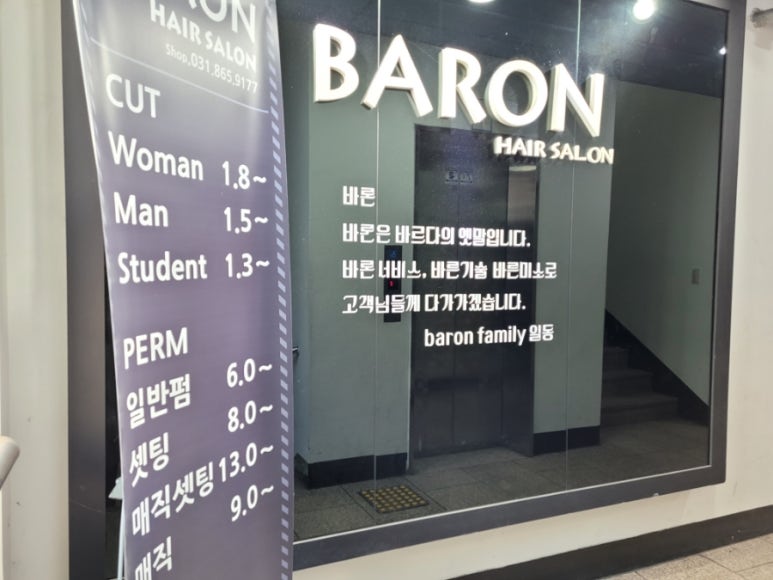 BARON
HAIR SALON
Shop.031.865.9177
CUT
Woman 1.8~
Man 1.5~
Student 1.3~
PERM
일반펌 6.0~
셋팅 8.0~
매직셋팅 13.0~
매직 9.0~
BARON
HAIR SALON
바론
바론은 바르다의 옛말입니다.
바론 서비스, 바른기술 바른미소로
고객님들께 다가가겠습니다.
baron family 일동